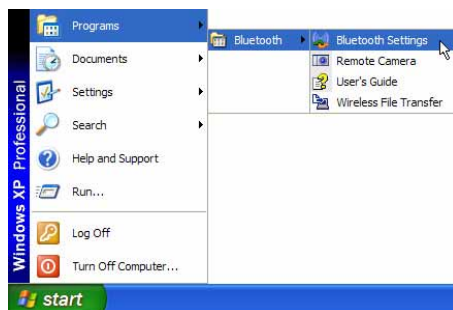 Windows XP Professional
Programs
Documents
Settings
Search
Help and Support
Run...
Log Off
Turn Off Computer...
Bluetooth
Bluetooth Settings
Remote Camera
User's Guide
Wireless File Transfer
start